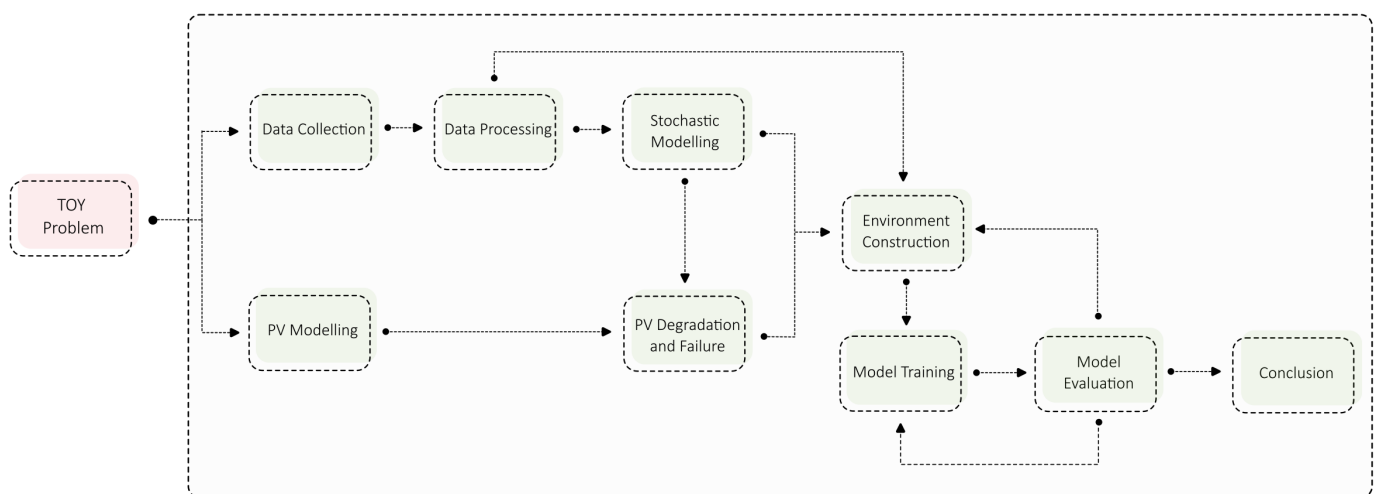 TOY
Problem
Data Collection
Data Processing
Stochastic
Modelling
PV Modelling
PV Degradation
and Failure
Environment
Construction
Model Training
Model
Evaluation
Conclusion